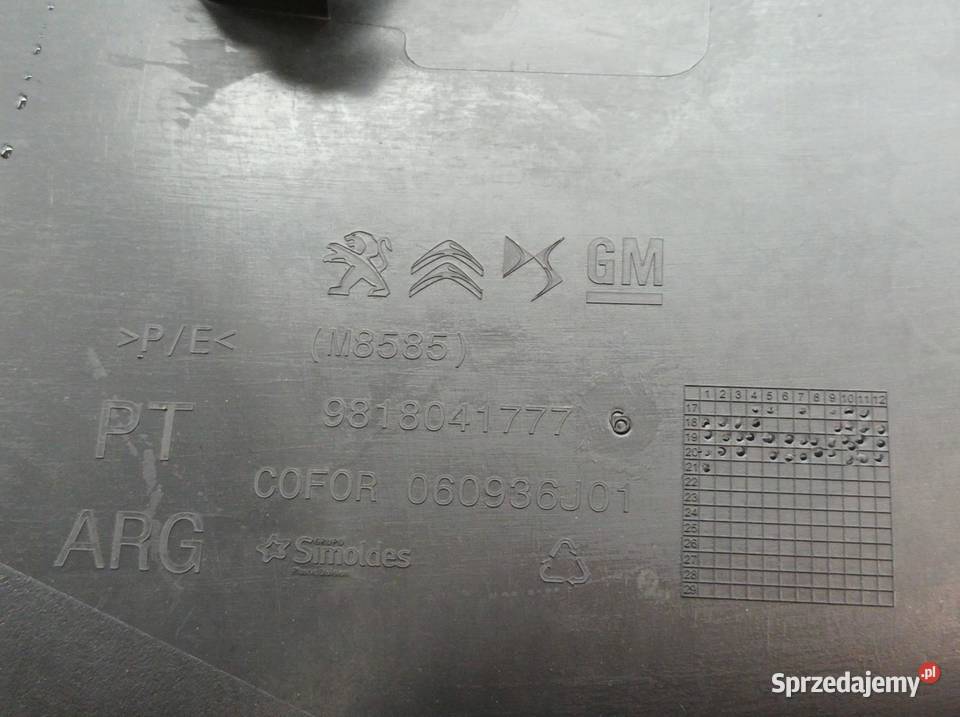 GM
>P/E< (M8585)
PT 9818041777 6
COFOR 060936J01
ARG
GRUPO
Simoldes
1 2 3 4 5 6 7 8 9 10 11 12
17
18
19
20
21
22
23
24
25
26
27
28
29
Sprzedajemy.pl